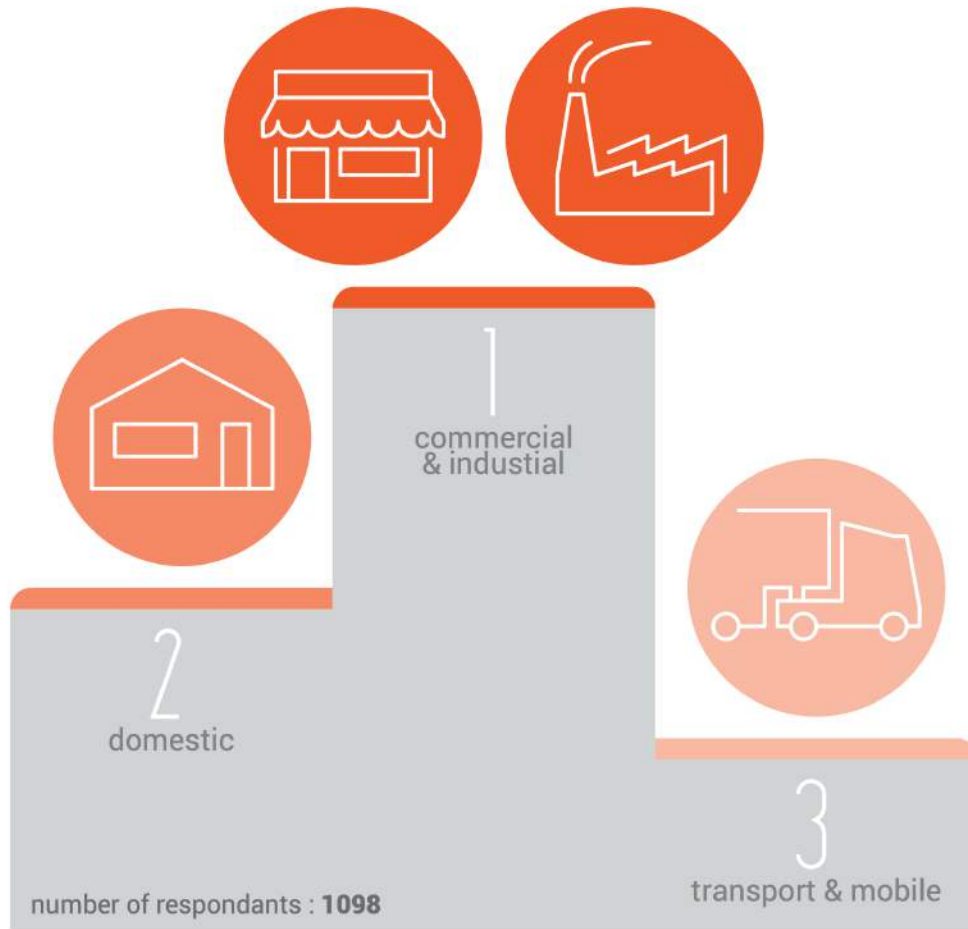 1
commercial
& industial
2
domestic
3
transport & mobile
number of respondants : 1098